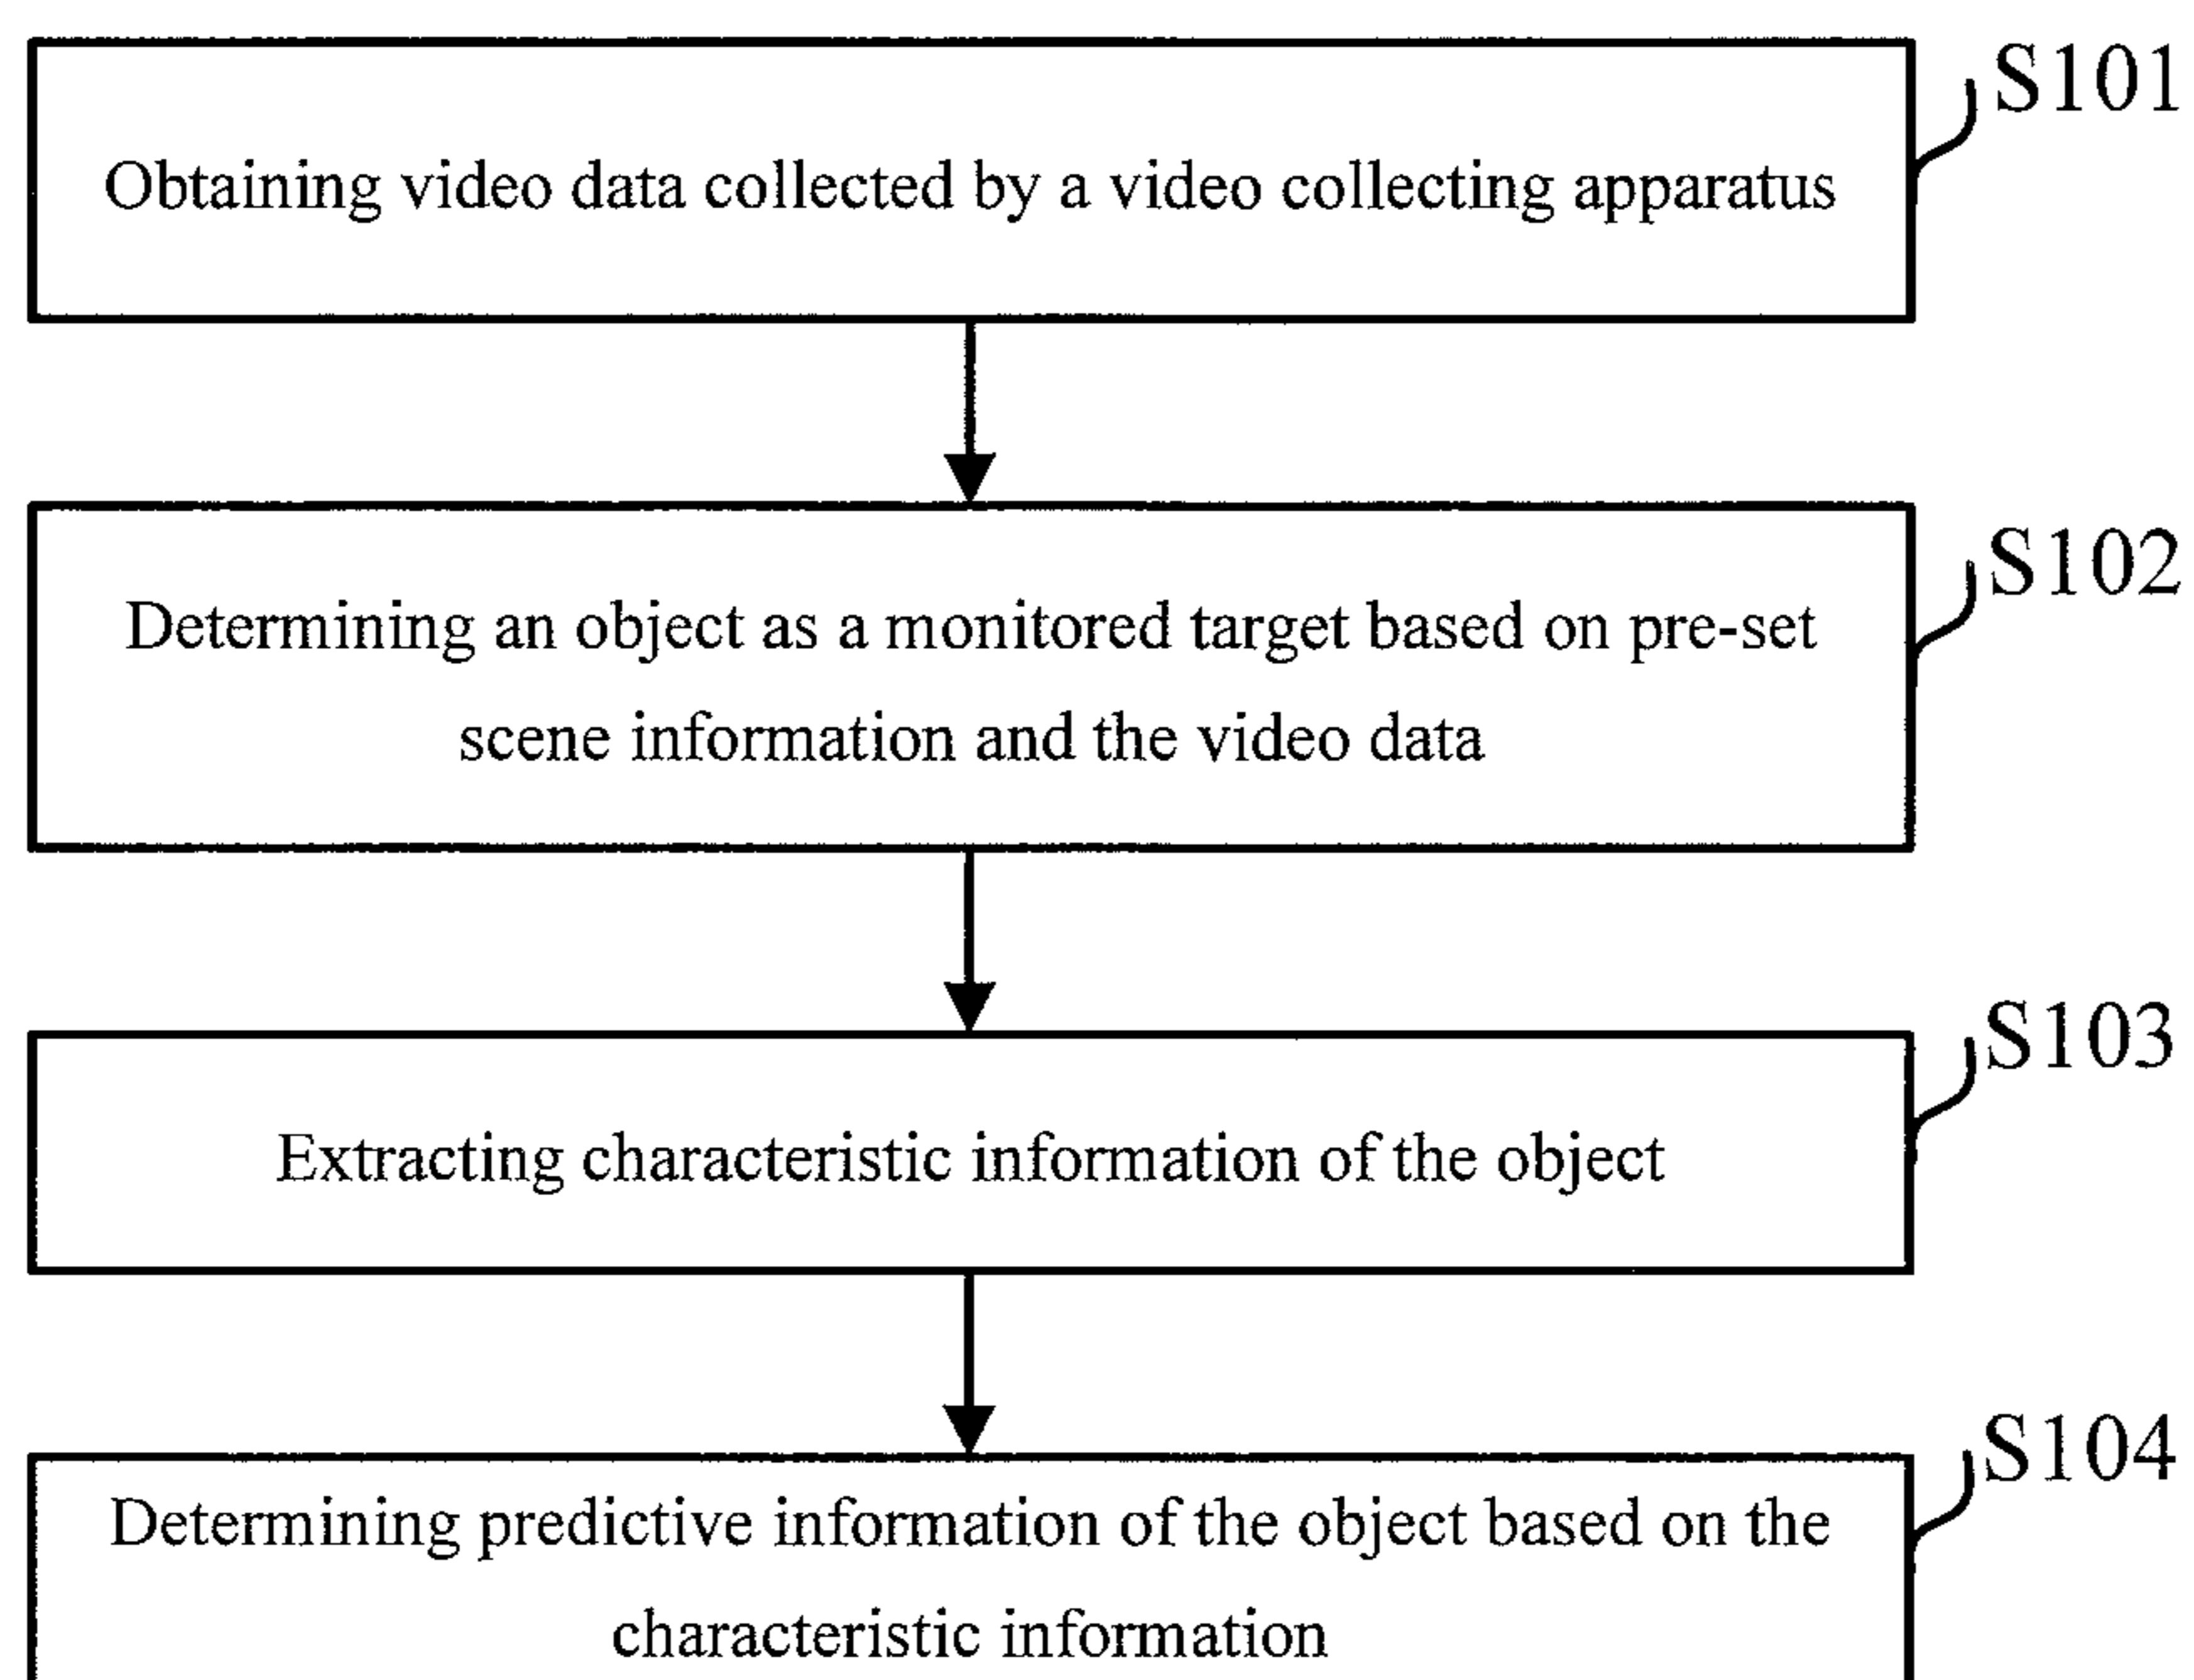 S101
Obtaining video data collected by a video collecting apparatus
S102
Determining an object as a monitored target based on pre-set
scene information and the video data
S103
Extracting characteristic information of the object
S104
Determining predictive information of the object based on the
characteristic information